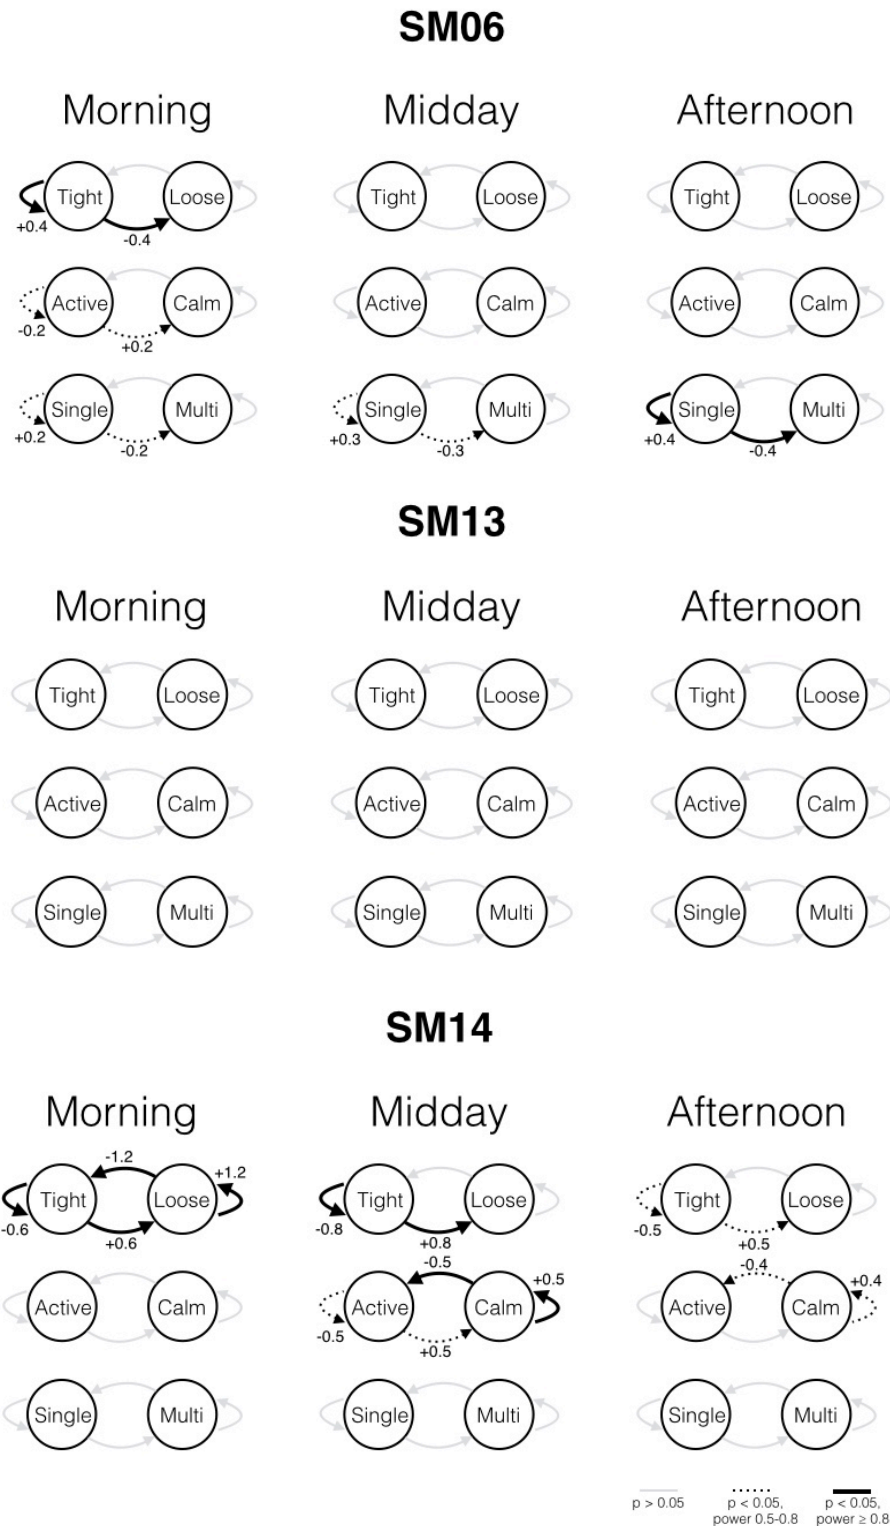 SM06
Morning Midday Afternoon
Tight Loose Tight Loose Tight Loose
+0.4
-0.4
Active Calm Active Calm Active Calm
-0.2
+0.2
Single Multi Single Multi Single Multi
+0.2 +0.3 +0.4
-0.2 -0.3 -0.4
SM13
Morning Midday Afternoon
Tight Loose Tight Loose Tight Loose
Active Calm Active Calm Active Calm
Single Multi Single Multi Single Multi
SM14
Morning Midday Afternoon
-1.2
+1.2
Tight Loose Tight Loose Tight Loose
-0.6 -0.8 -0.5
+0.6 +0.8 +0.5
-0.5 -0.4
+0.5 +0.4
Active Calm Active Calm Active Calm
-0.5
+0.5
Single Multi Single Multi Single Multi
p > 0.05 p < 0.05, p < 0.05,
power 0.5-0.8 power ≥ 0.8